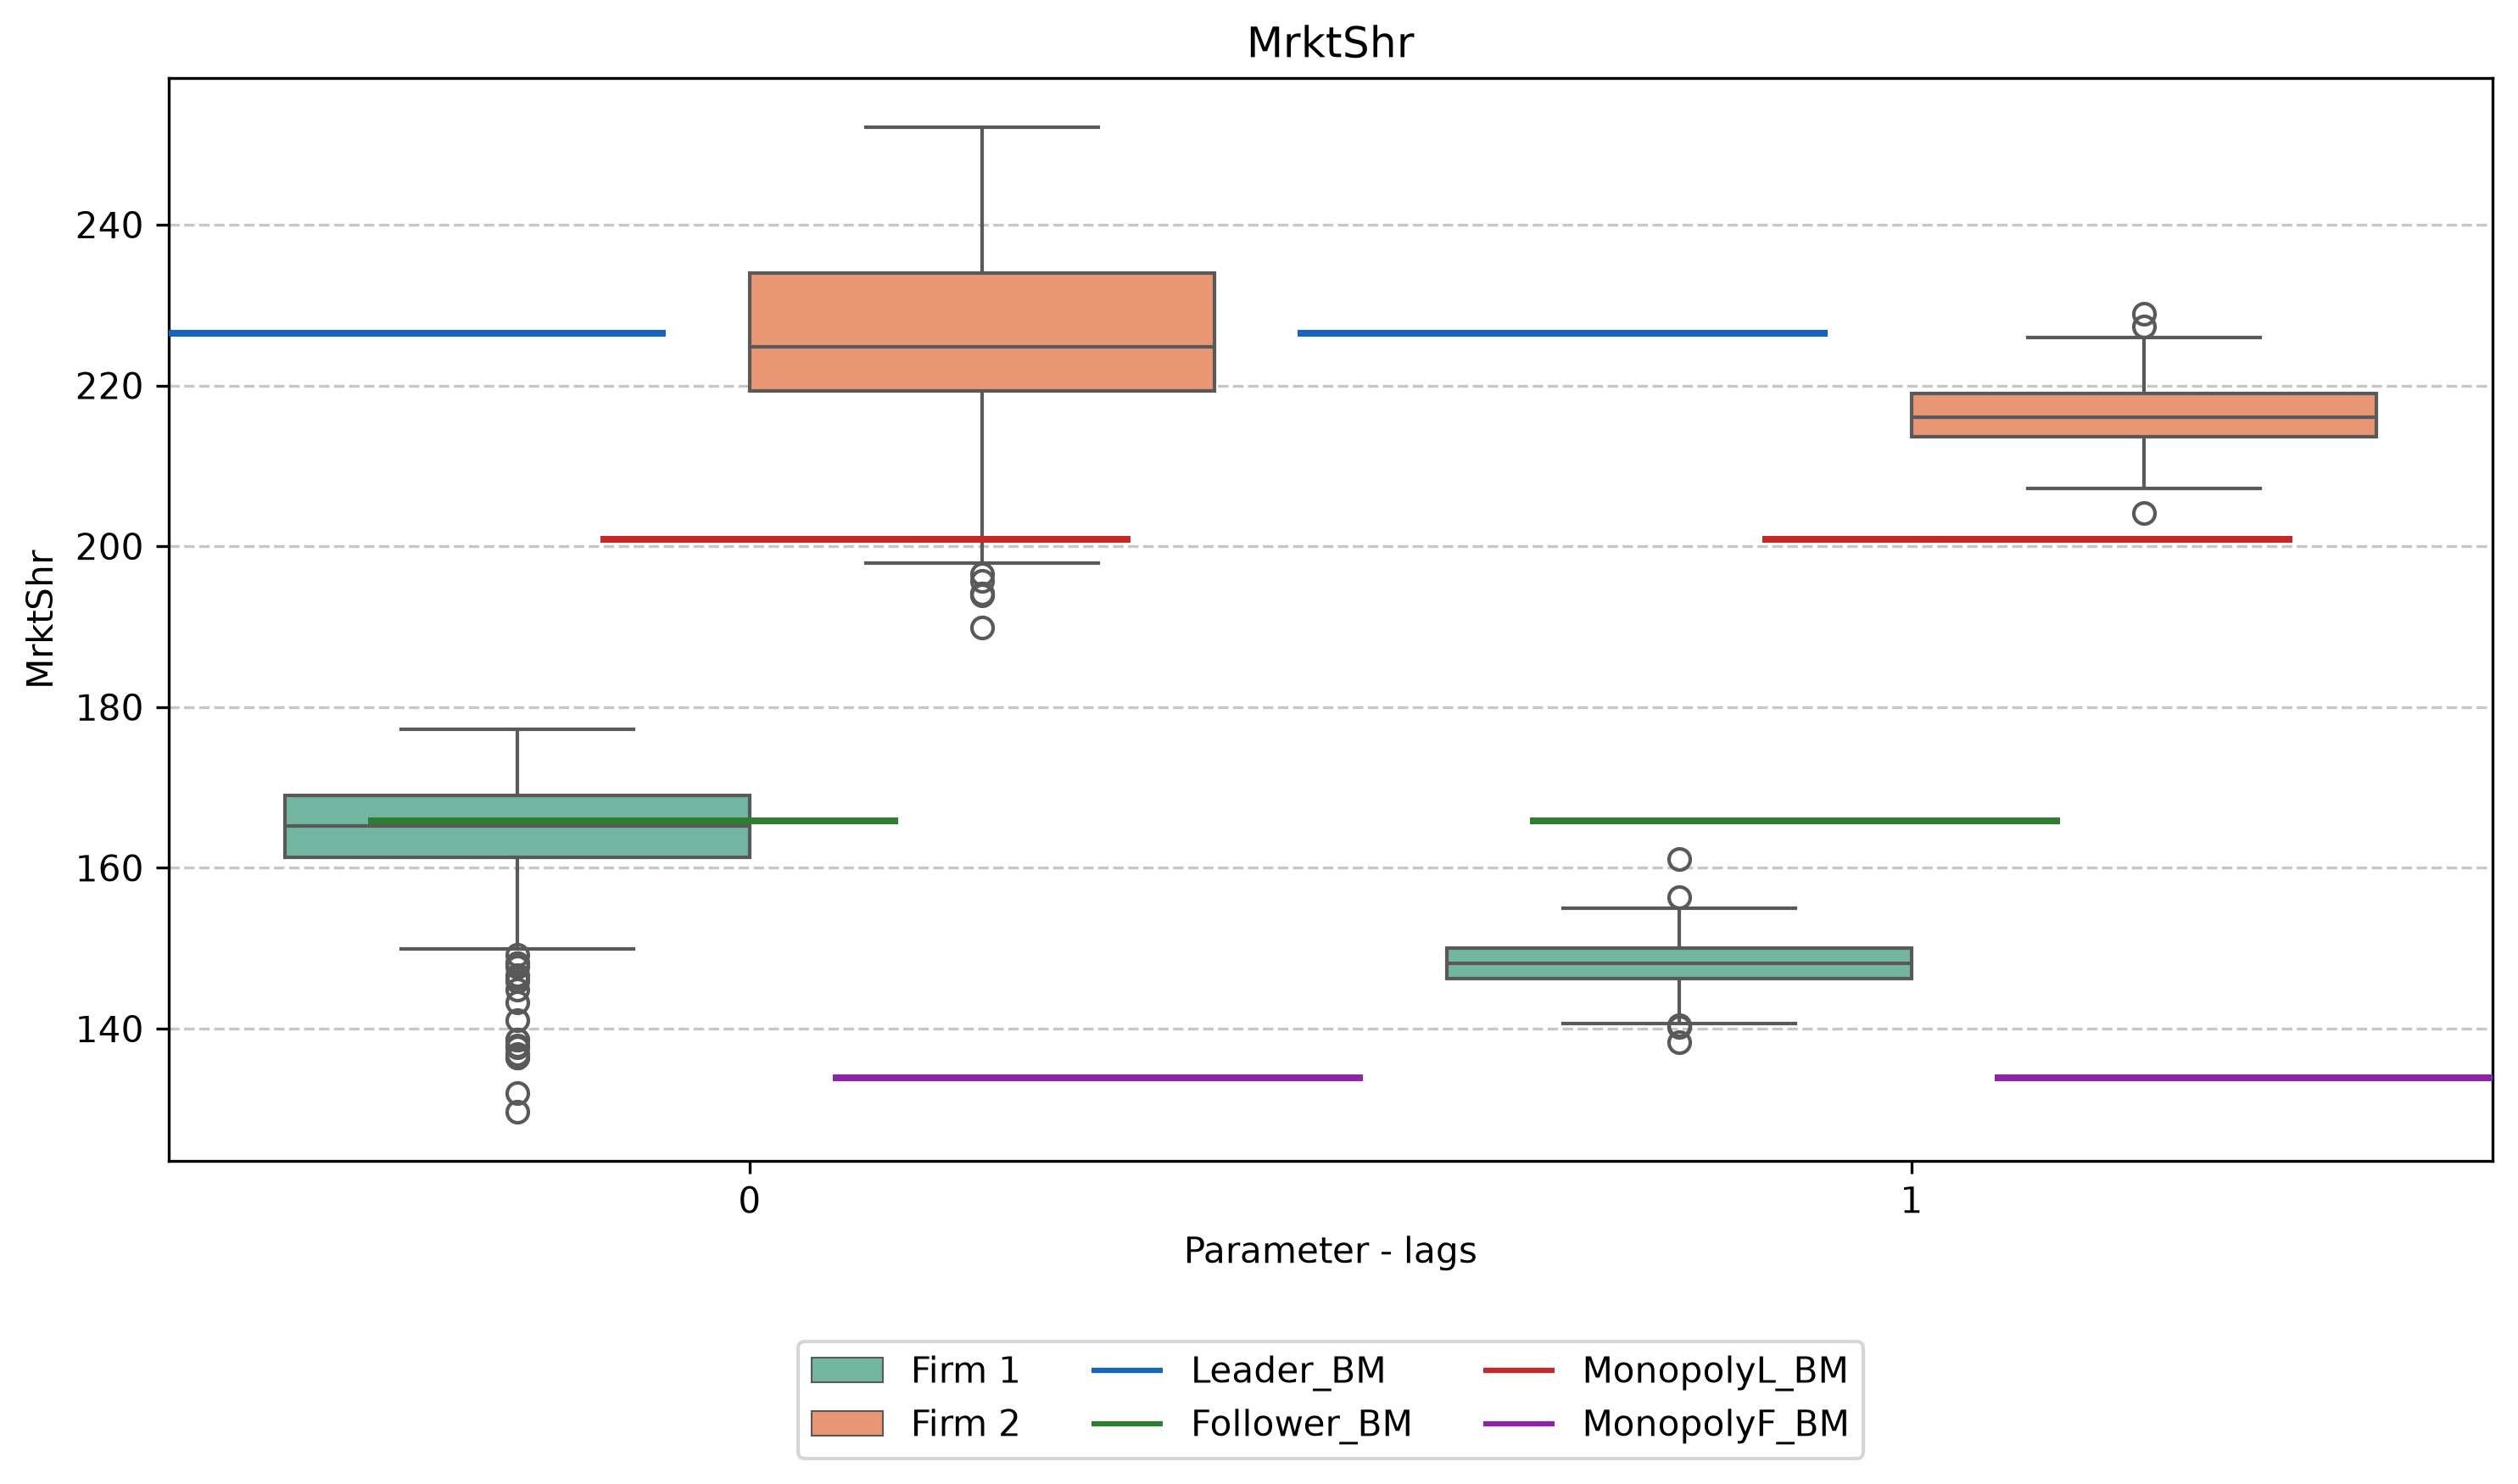 MrktShr
MrktShr
240
220
200
180
160
140
0
1
Parameter - lags
Firm 1
Leader_BM
MonopolyL_BM
Firm 2
Follower_BM
MonopolyF_BM